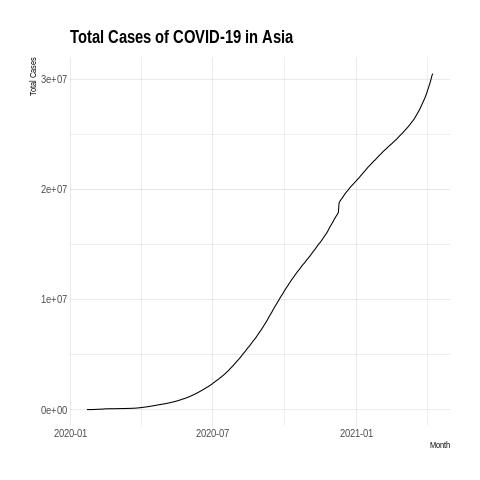 Total Cases of COVID-19 in Asia
Total Cases
3e+07
2e+07
1e+07
0e+00
2020-01
2020-07
2021-01
Month